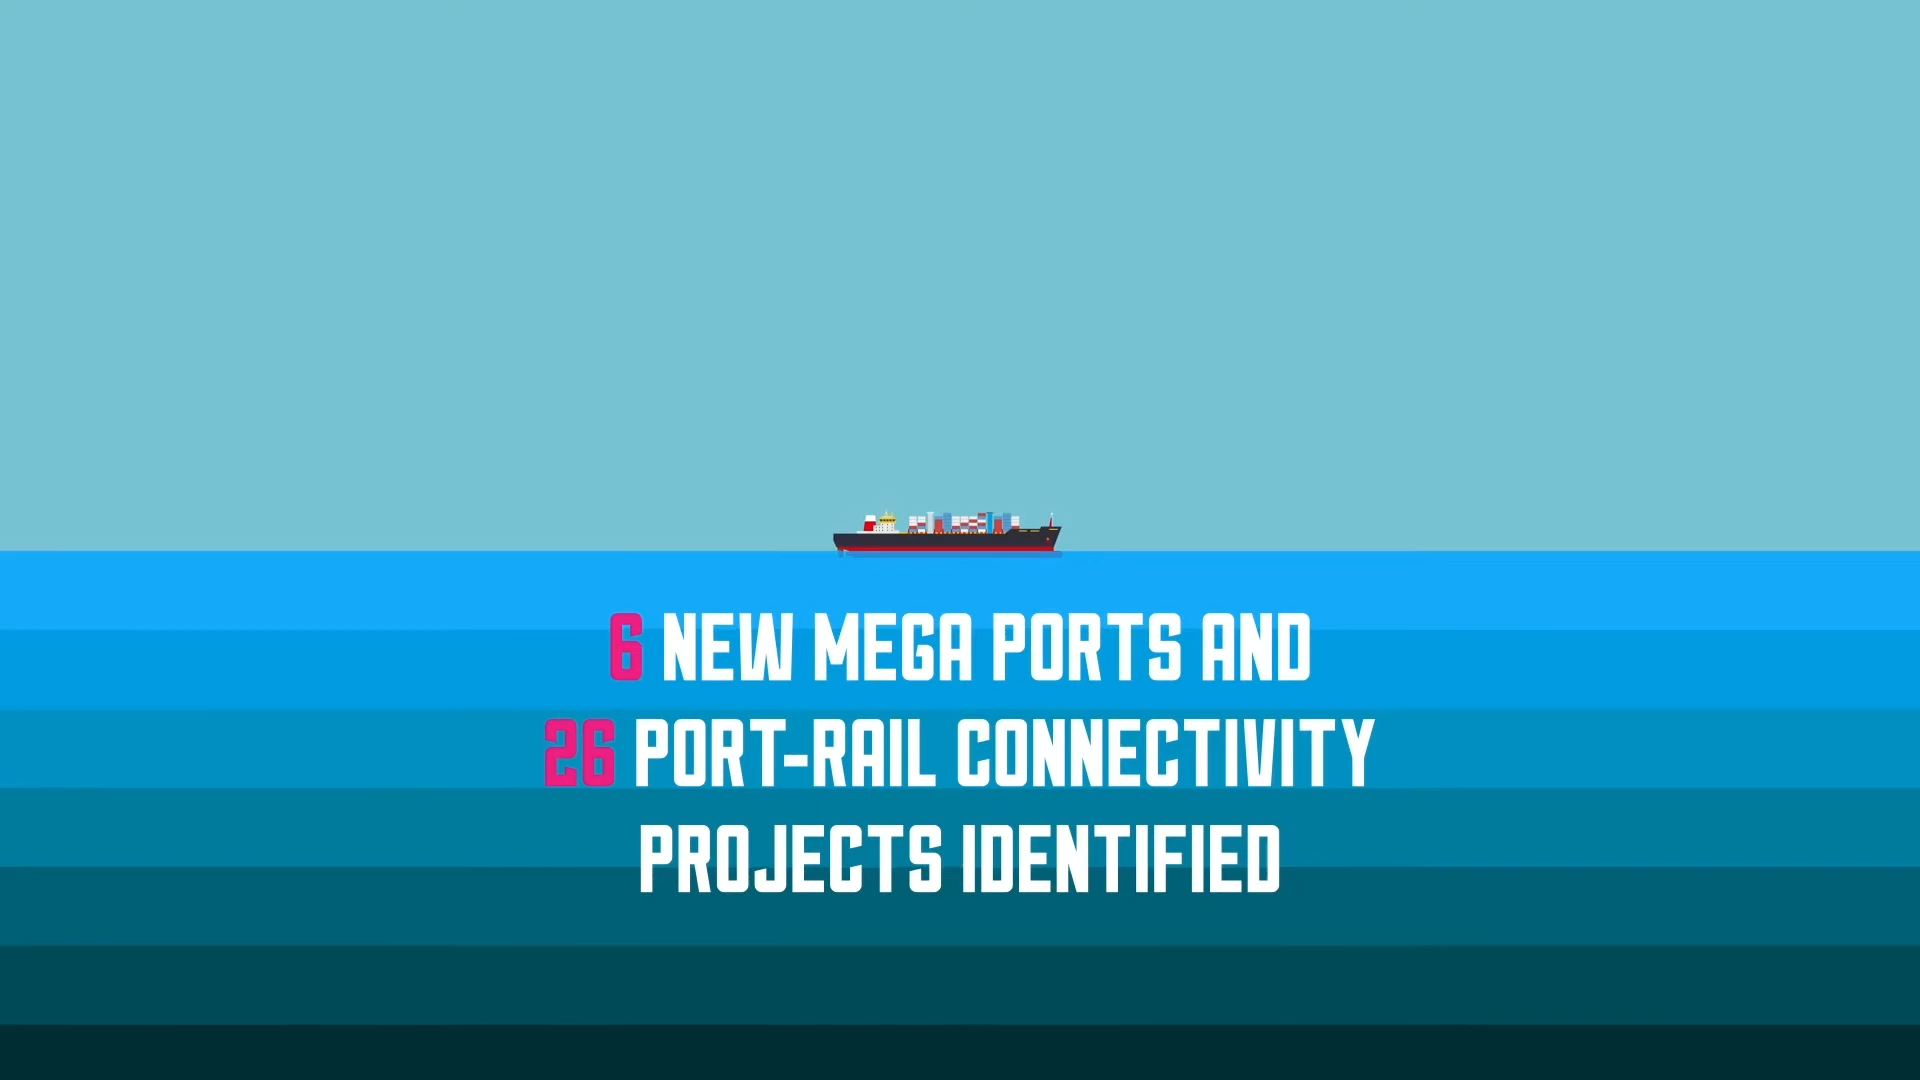 6 NEW MEGA PORTS AND
26 PORT-RAIL CONNECTIVITY
PROJECTS IDENTIFIED